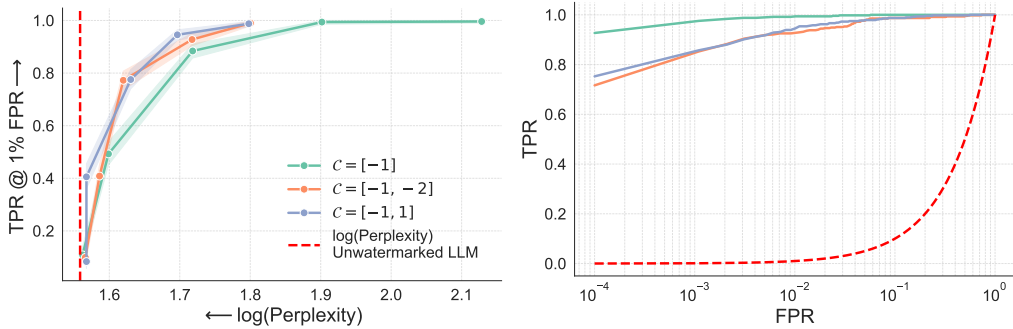 TPR @ 1% FPR ⟶
1.0
0.8
0.6
0.4
0.2
1.6
1.7
1.8
1.9
2.0
2.1
⟵ log(Perplexity)
𝒞 = [−1]
𝒞 = [−1, −2]
𝒞 = [−1, 1]
log(Perplexity)
Unwatermarked LLM
TPR
1.0
0.8
0.6
0.4
0.2
0.0
10⁻⁴
10⁻³
10⁻²
10⁻¹
10⁰
FPR